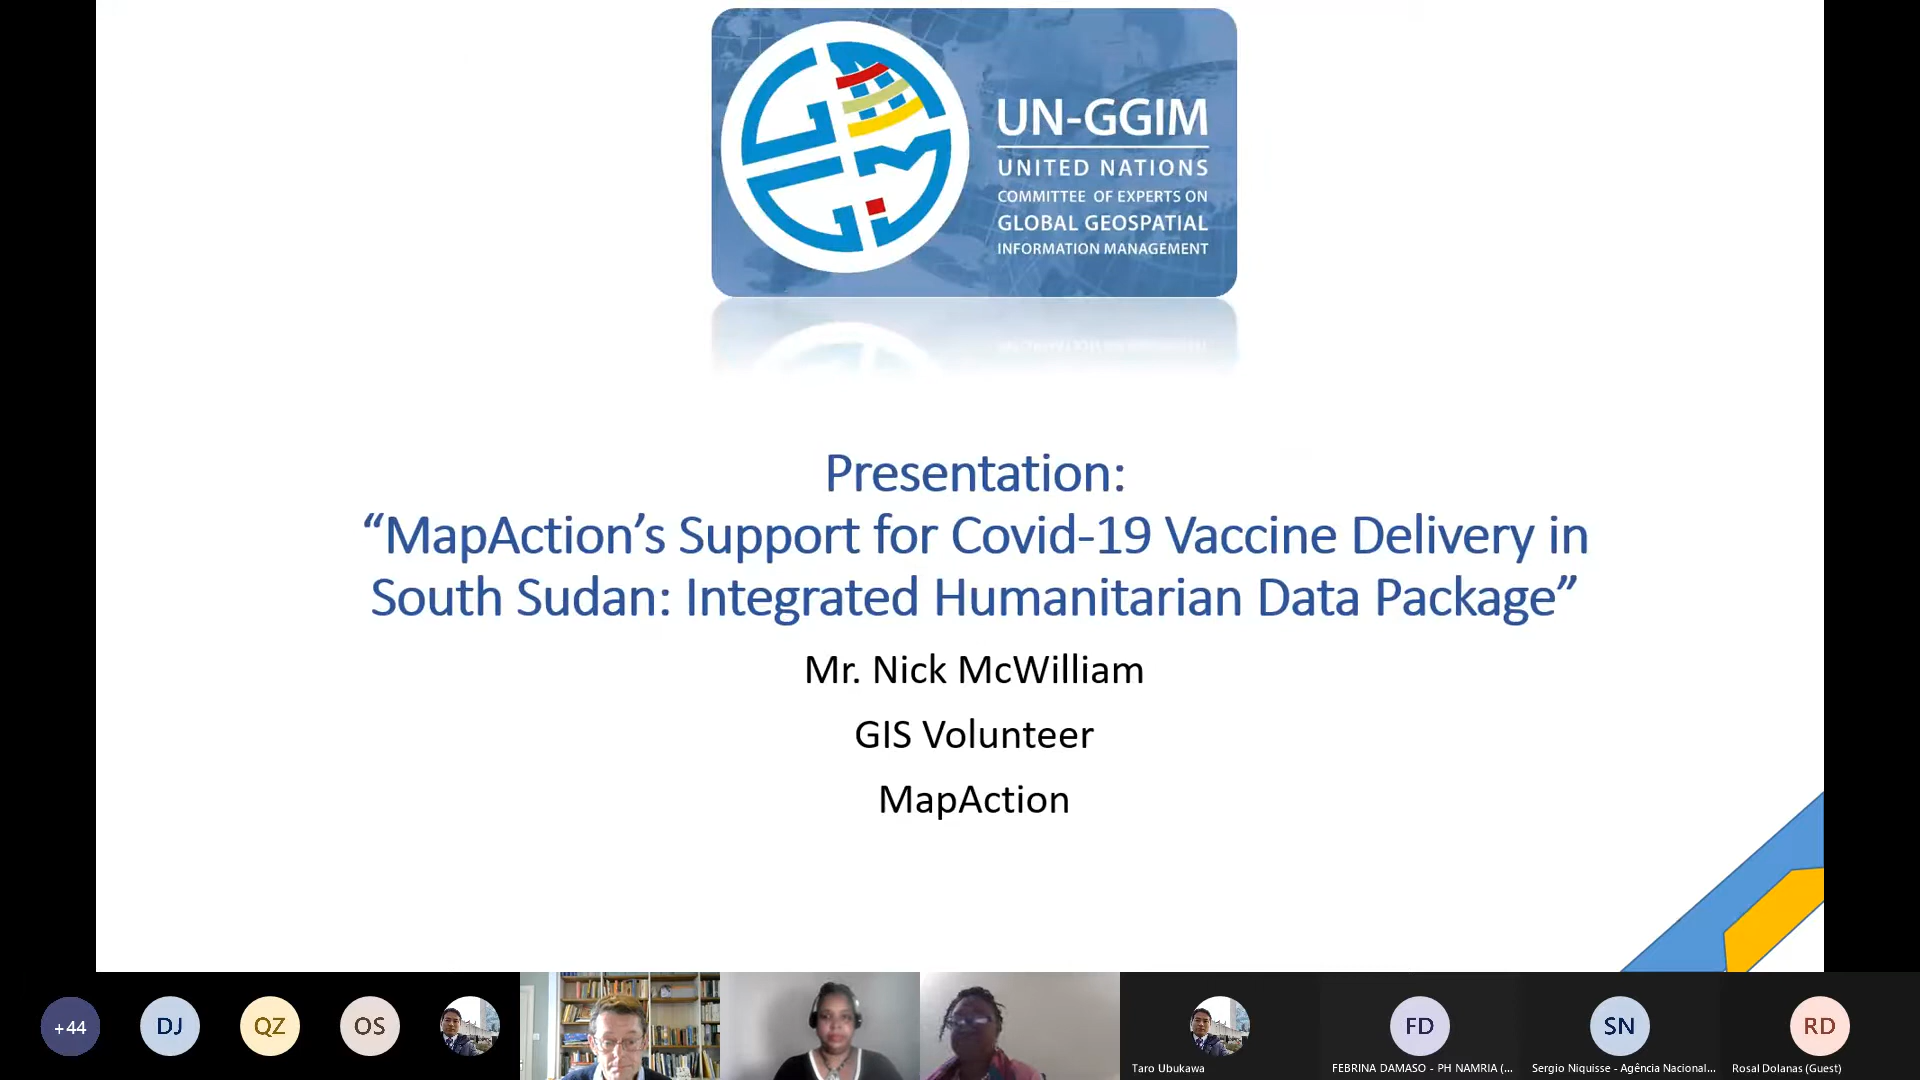 UN-GGIM
UNITED NATIONS
COMMITTEE OF EXPERTS ON
GLOBAL GEOSPATIAL
INFORMATION MANAGEMENT
Presentation:
“MapAction’s Support for Covid-19 Vaccine Delivery in
South Sudan: Integrated Humanitarian Data Package”
Mr. Nick McWilliam
GIS Volunteer
MapAction
+44
DJ
QZ
OS
FD
SN
RD
Taro Ubukawa
FEBRINA DAMASO - PH NAMRIA (...
Sergio Niquisse - Agência Nacional...
Rosal Dolanas (Guest)